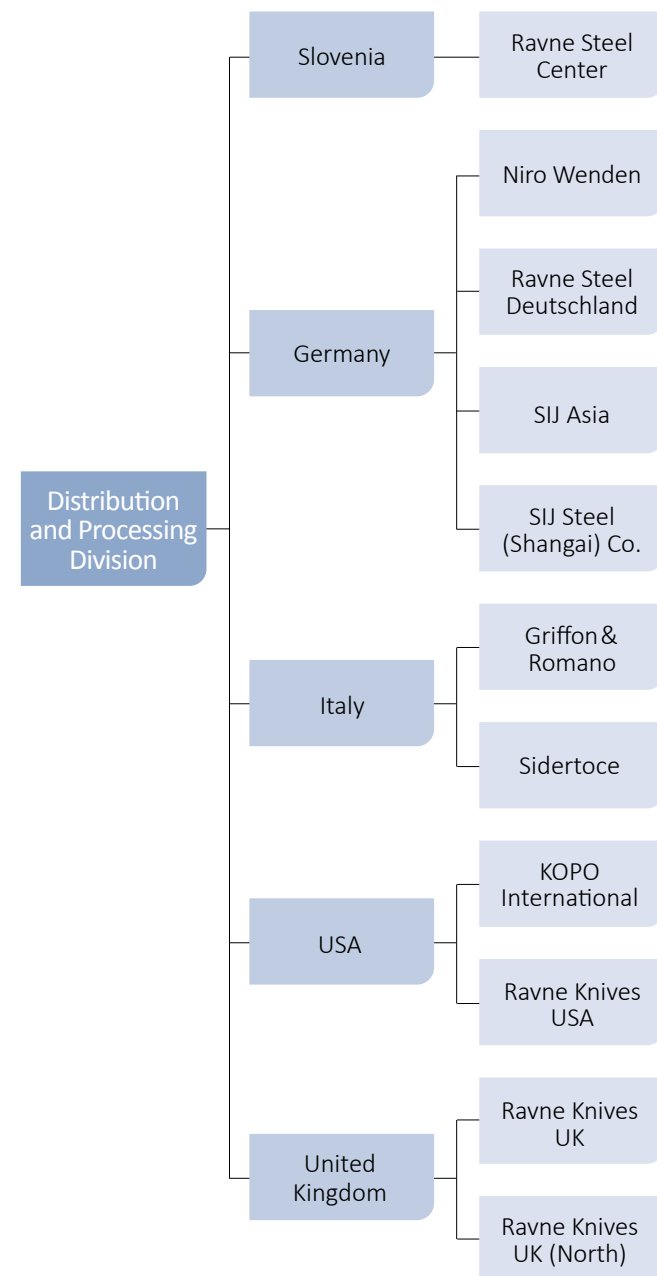 Distribution
and Processing
Division
Slovenia
Ravne Steel
Center
Germany
Niro Wenden
Ravne Steel
Deutschland
SIJ Asia
SIJ Steel
(Shangai) Co.
Italy
Griffon &
Romano
Sidertoce
USA
KOPO
International
Ravne Knives
USA
United
Kingdom
Ravne Knives
UK
Ravne Knives
UK (North)